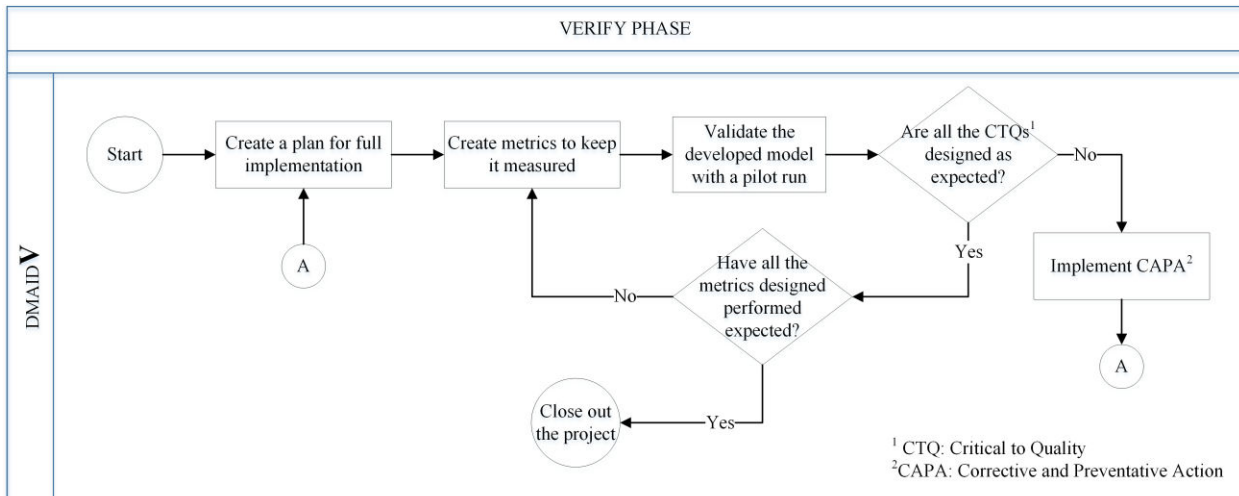 VERIFY PHASE
DMAIDV
Start
Create a plan for full
implementation
Create metrics to keep
it measured
Validate the
developed model
with a pilot run
Are all the CTQs¹
designed as
expected?
No
Yes
A
Have all the
metrics designed
performed
expected?
No
Implement CAPA²
A
Yes
Close out
the project
¹ CTQ: Critical to Quality
²CAPA: Corrective and Preventative Action